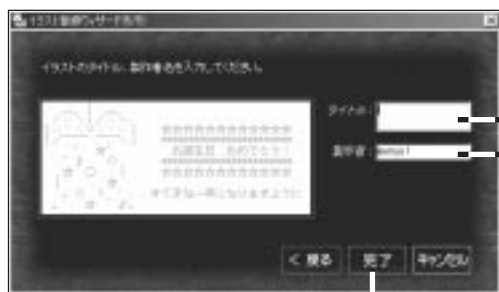 イラスト登録ウィザード
イラストのタイトル、製作者名を入力してください。
タイトル：
製作者：
☆☆☆☆☆☆☆☆☆☆☆☆
お誕生日 おめでとう！
☆☆☆☆☆☆☆☆☆☆☆☆
すてきな一年になりますように
＜ 戻る
完了
キャンセル